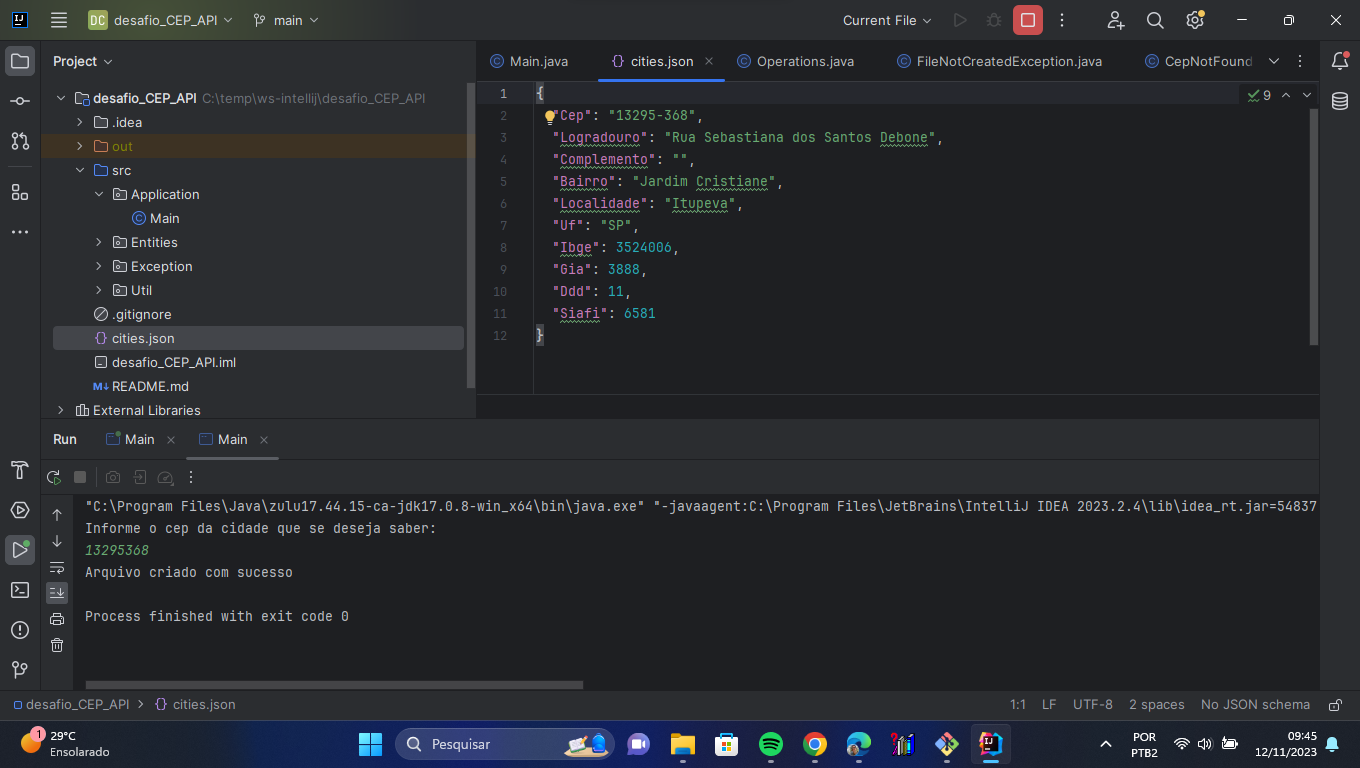 DC desafio_CEP_API main Current File
Project
desafio_CEP_API C:\temp\ws-intellij\desafio_CEP_API
.idea
out
src
Application
Main
Entities
Exception
Util
.gitignore
cities.json
desafio_CEP_API.iml
M↓ README.md
External Libraries
Main.java cities.json Operations.java FileNotCreatedException.java CepNotFound
9
1 {
2 "Cep": "13295-368",
3 "Logradouro": "Rua Sebastiana dos Santos Debone",
4 "Complemento": "",
5 "Bairro": "Jardim Cristiane",
6 "Localidade": "Itupeva",
7 "Uf": "SP",
8 "Ibge": 3524006,
9 "Gia": 3888,
10 "Ddd": 11,
11 "Siafi": 6581
12 }
Run Main Main
"C:\Program Files\Java\zulu17.44.15-ca-jdk17.0.8-win_x64\bin\java.exe" "-javaagent:C:\Program Files\JetBrains\IntelliJ IDEA 2023.2.4\lib\idea_rt.jar=54837
Informe o cep da cidade que se deseja saber:
13295368
Arquivo criado com sucesso
Process finished with exit code 0
desafio_CEP_API > cities.json 1:1 LF UTF-8 2 spaces No JSON schema
1
29°C
Ensolarado
Pesquisar
POR
PTB2
09:45
12/11/2023